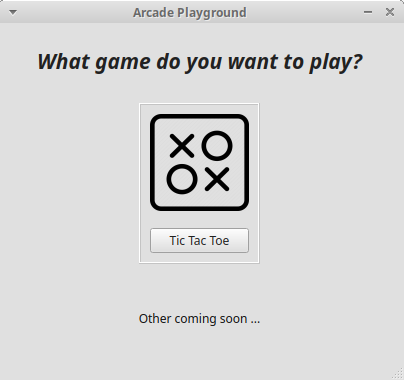 Arcade Playground
What game do you want to play?
Tic Tac Toe
Other coming soon ...